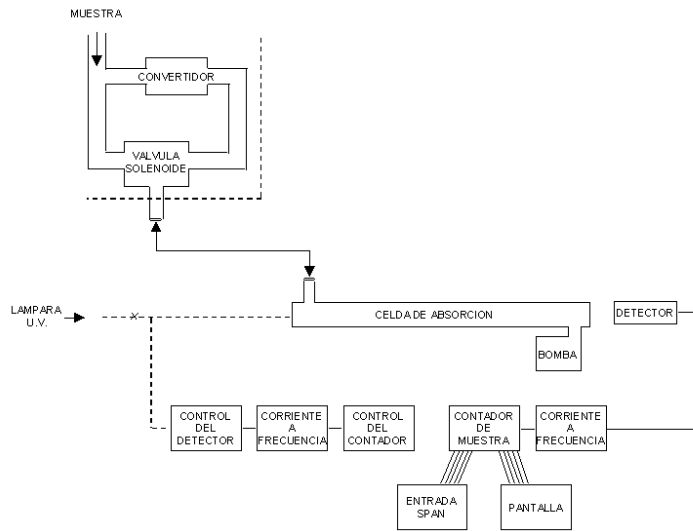 MUESTRA
CONVERTIDOR
VALVULA
SOLENOIDE
LAMPARA
U.V.
CELDA DE ABSORCION
DETECTOR
BOMBA
CONTROL
DEL
DETECTOR
CORRIENTE
A
FRECUENCIA
CONTROL
DEL
CONTADOR
CONTADOR
DE
MUESTRA
CORRIENTE
A
FRECUENCIA
ENTRADA
SPAN
PANTALLA